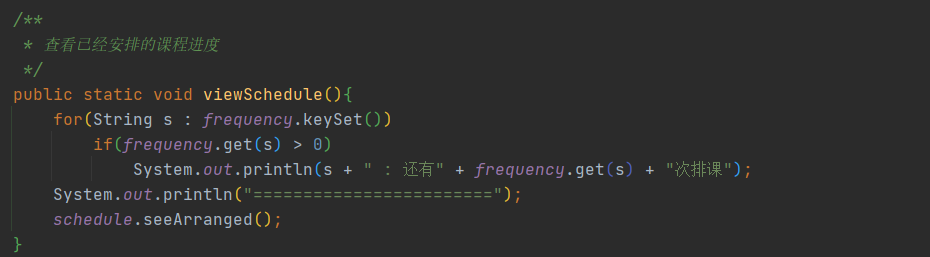 /**
 * 查看已经安排的课程进度
 */
public static void viewSchedule(){
    for(String s : frequency.keySet())
        if(frequency.get(s) > 0)
            System.out.println(s + " : 还有" + frequency.get(s) + "次排课");
    System.out.println("========================");
    schedule.seeArranged();
}